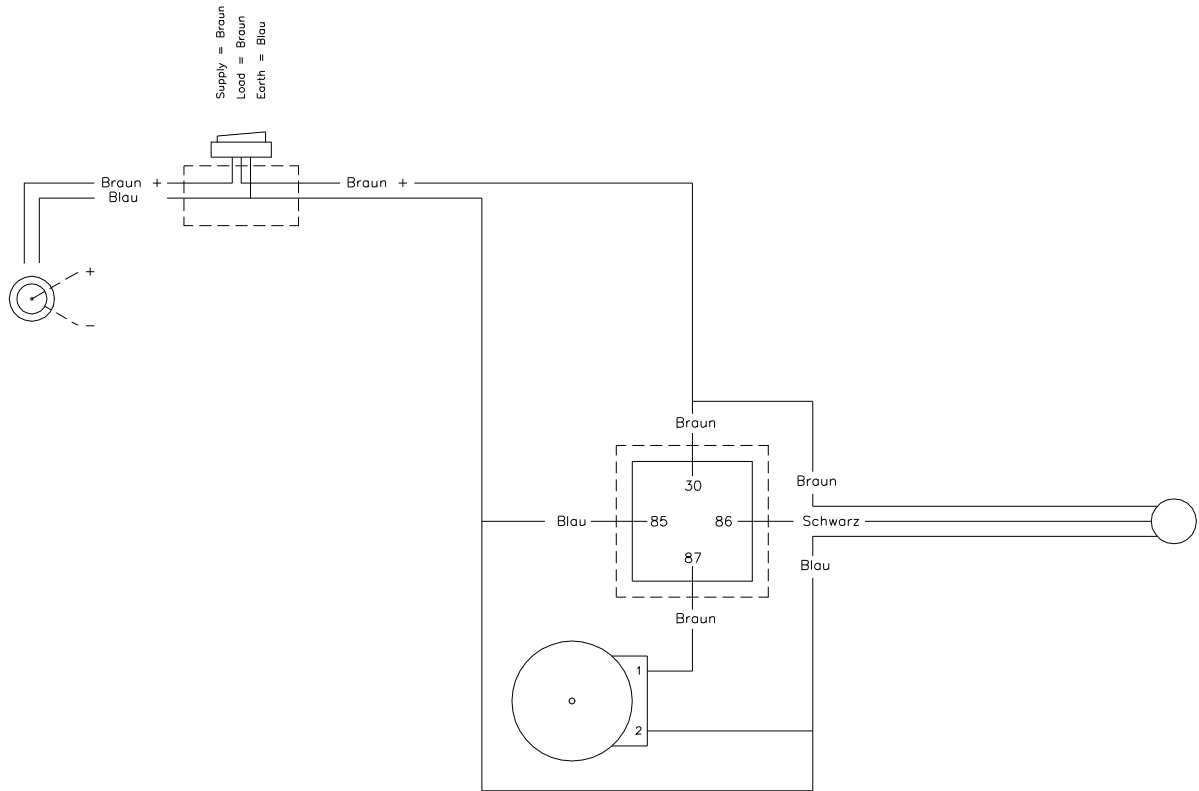 Supply = Braun
Load = Braun
Earth = Blau
Braun +
Braun +
Blau
+
–
Braun
30
Braun
Blau
85
86
Schwarz
87
Blau
Braun
1
2